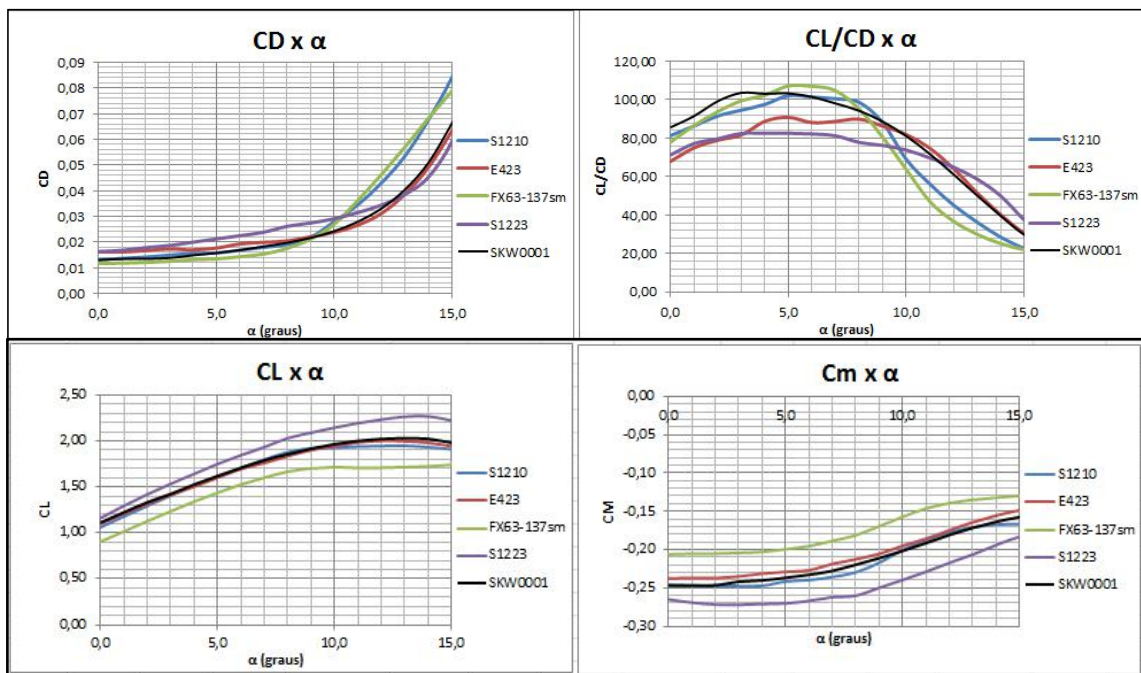 CD x α
0,09
0,08
0,07
0,06
0,05
0,04
0,03
0,02
0,01
0,00
CD
0,0
5,0
10,0
15,0
α (graus)
S1210
E423
FX63-137sm
S1223
SKW0001
CL/CD x α
120,00
100,00
80,00
60,00
40,00
20,00
0,00
CL/CD
0,0
5,0
10,0
15,0
α (graus)
S1210
E423
FX63-137sm
S1223
SKW0001
CL x α
2,50
2,00
1,50
1,00
0,50
0,00
CL
0,0
5,0
10,0
15,0
α (graus)
S1210
E423
FX63-137sm
S1223
SKW0001
Cm x α
0,00
-0,05
-0,10
-0,15
-0,20
-0,25
-0,30
CM
0,0
5,0
10,0
15,0
α (graus)
S1210
E423
FX63-137sm
S1223
SKW0001